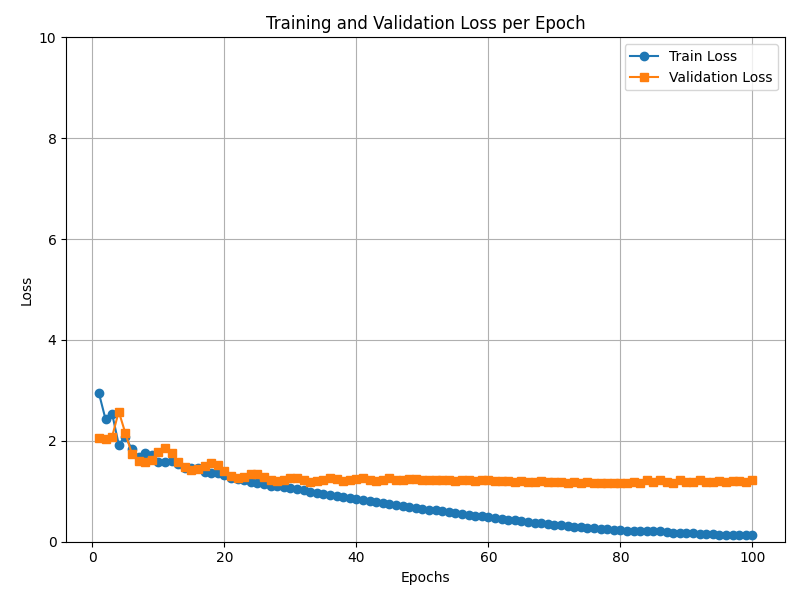 Training and Validation Loss per Epoch
Train Loss
Validation Loss
Loss
10
8
6
4
2
0
0 20 40 60 80 100
Epochs